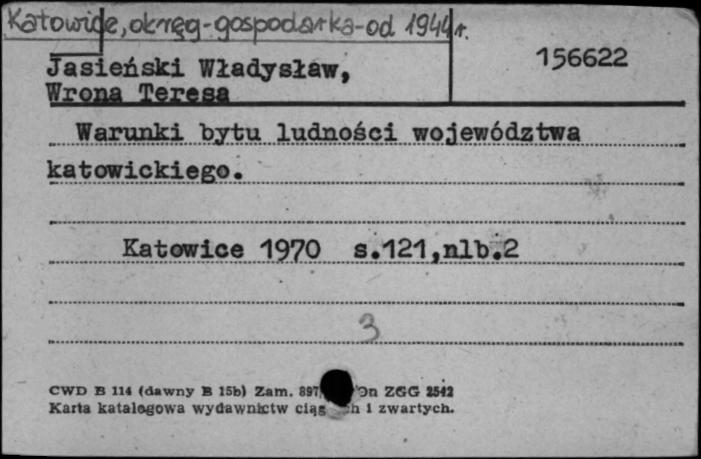 Katowice, okręg-gospodarka-od 1944 r.
Jasieński Władysław,
156622
Wrona Teresa
Warunki bytu ludności województwa
katowickiego.
Katowice 1970 s.121,nlb.2
3
CWD B 114 (dawny B 15b) Zam. 897 ZGG 2542
Karta katalogowa wydawnictw i zwartych.